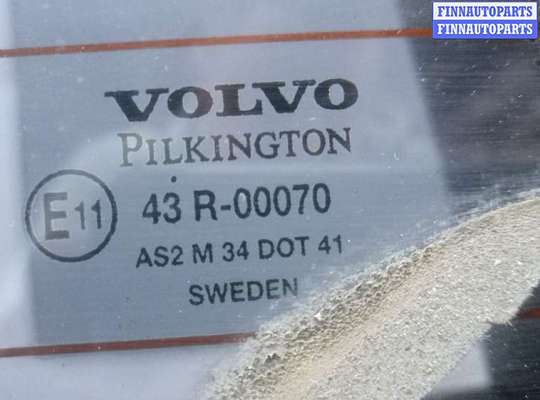 FINNAUTOPARTS
FINNAUTOPARTS
VOLVO
PILKINGTON
E11 43 R-00070
AS2 M 34 DOT 41
SWEDEN